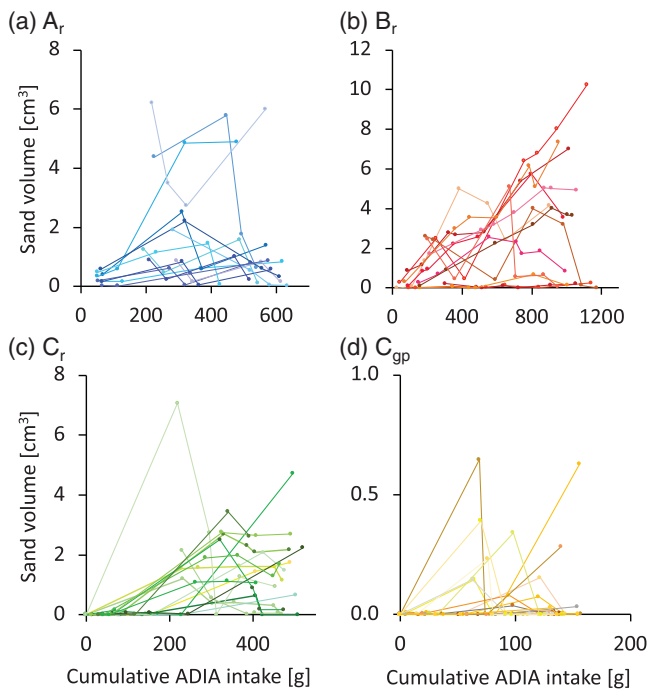 (a) Ar
(b) Br
8
6
4
2
0
Sand volume [cm³]
0 200 400 600
12
10
8
6
4
2
0
0 400 800 1200
(c) Cr
(d) Cgp
8
6
4
2
0
Sand volume [cm³]
0 200 400
1.0
0.5
0.0
0 100 200
Cumulative ADIA intake [g]
Cumulative ADIA intake [g]